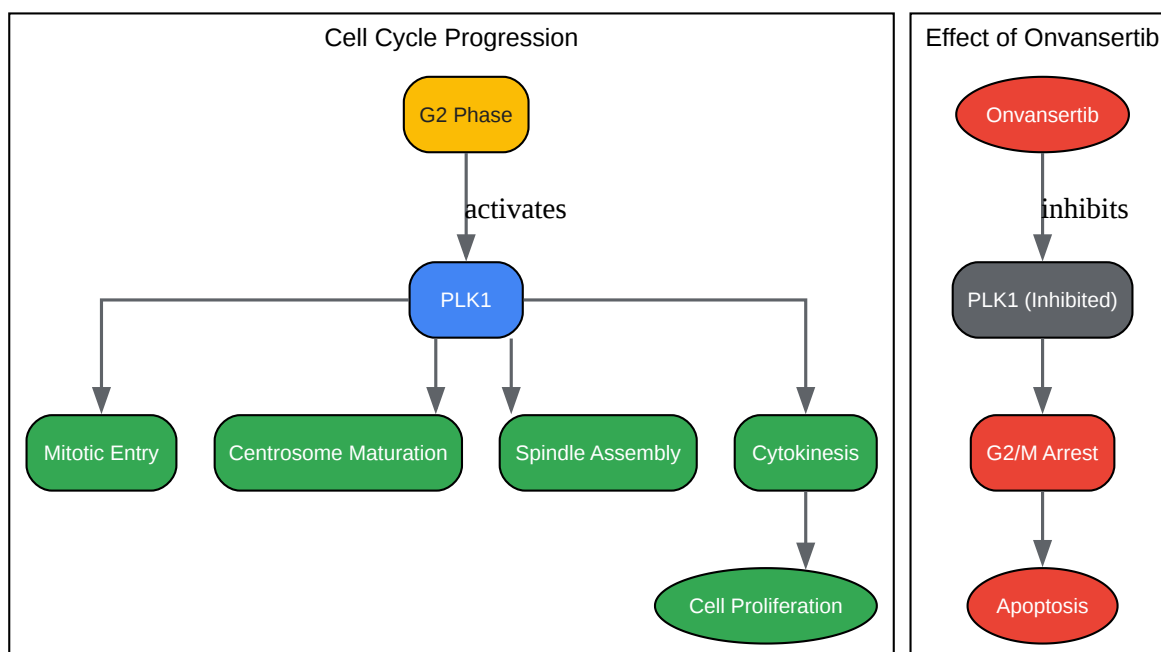 Cell Cycle Progression
G2 Phase
activates
PLK1
Mitotic Entry
Centrosome Maturation
Spindle Assembly
Cytokinesis
Cell Proliferation
Effect of Onvansertib
Onvansertib
inhibits
PLK1 (Inhibited)
G2/M Arrest
Apoptosis